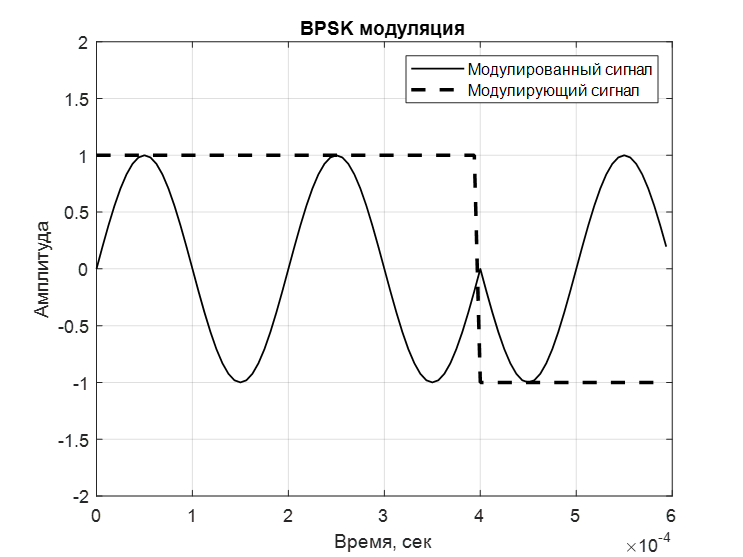 BPSK модуляция
Модулированный сигнал
Модулирующий сигнал
2
1.5
1
0.5
0
-0.5
-1
-1.5
-2
Амплитуда
0 1 2 3 4 5 6
Время, сек
×10-4